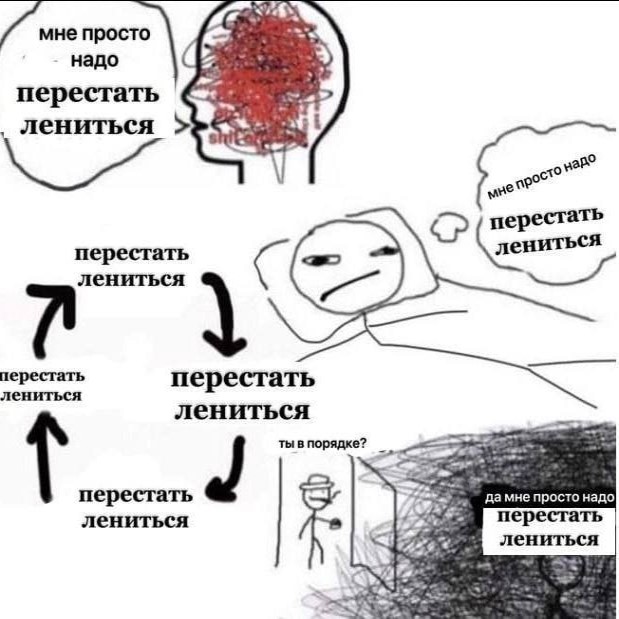 мне просто
надо
перестать
лениться
мне просто надо
перестать
лениться
перестать
лениться
перестать
лениться
перестать
лениться
перестать
лениться
ты в порядке?
да мне просто надо
перестать
лениться